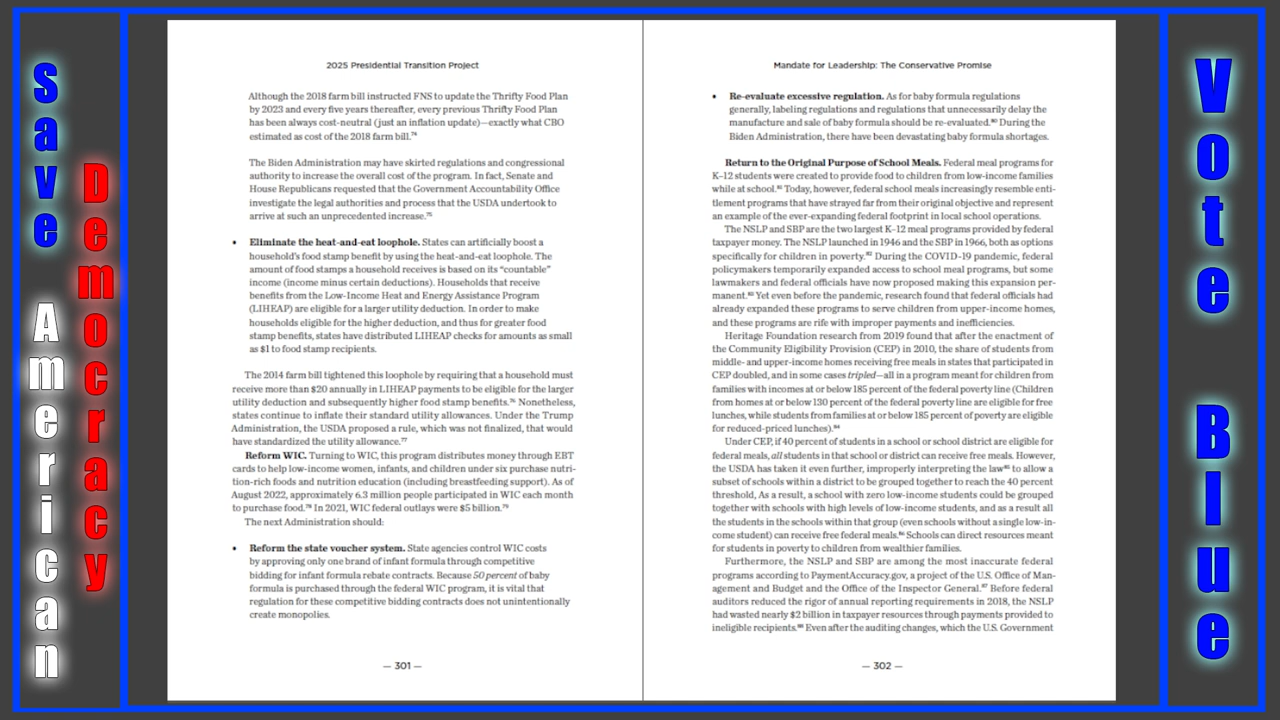 Save
American
Democracy
2025 Presidential Transition Project
Although the 2018 farm bill instructed FNS to update the Thrifty Food Plan
by 2023 and every five years thereafter, every previous Thrifty Food Plan
has been always cost-neutral (just an inflation update)—exactly what CBO
estimated as cost of the 2018 farm bill.74
The Biden Administration may have skirted regulations and congressional
authority to increase the overall cost of the program. In fact, Senate and
House Republicans requested that the Government Accountability Office
investigate the legal authorities and process that the USDA undertook to
arrive at such an unprecedented increase.75
• Eliminate the heat-and-eat loophole. States can artificially boost a
household's food stamp benefit by using the heat-and-eat loophole. The
amount of food stamps a household receives is based on its “countable”
income (income minus certain deductions). Households that receive
benefits from the Low-Income Heat and Energy Assistance Program
(LIHEAP) are eligible for a larger utility deduction. In order to make
households eligible for the higher deduction, and thus for greater food
stamp benefits, states have distributed LIHEAP checks for amounts as small
as $1 to food stamp recipients.
The 2014 farm bill tightened this loophole by requiring that a household must
receive more than $20 annually in LIHEAP payments to be eligible for the larger
utility deduction and subsequently higher food stamp benefits.76 Nonetheless,
states continue to inflate their standard utility allowances. Under the Trump
Administration, the USDA proposed a rule, which was not finalized, that would
have standardized the utility allowance.77
Reform WIC. Turning to WIC, this program distributes money through EBT
cards to help low-income women, infants, and children under six purchase nutri-
tion-rich foods and nutrition education (including breastfeeding support). As of
August 2022, approximately 6.3 million people participated in WIC each month
to purchase food.78 In 2021, WIC federal outlays were $5 billion.79
The next Administration should:
• Reform the state voucher system. State agencies control WIC costs
by approving only one brand of infant formula through competitive
bidding for infant formula rebate contracts. Because 50 percent of baby
formula is purchased through the federal WIC program, it is vital that
regulation for these competitive bidding contracts does not unintentionally
create monopolies.
— 301 —
Mandate for Leadership: The Conservative Promise
• Re-evaluate excessive regulation. As for baby formula regulations
generally, labeling regulations and regulations that unnecessarily delay the
manufacture and sale of baby formula should be re-evaluated.80 During the
Biden Administration, there have been devastating baby formula shortages.
Return to the Original Purpose of School Meals. Federal meal programs for
K–12 students were created to provide food to children from low-income families
while at school.81 Today, however, federal school meals increasingly resemble enti-
tlement programs that have strayed far from their original objective and represent
an example of the ever-expanding federal footprint in local school operations.
The NSLP and SBP are the two largest K–12 meal programs provided by federal
taxpayer money. The NSLP launched in 1946 and the SBP in 1966, both as options
specifically for children in poverty.82 During the COVID-19 pandemic, federal
policymakers temporarily expanded access to school meal programs, but some
lawmakers and federal officials have now proposed making this expansion per-
manent.83 Yet even before the pandemic, research found that federal officials had
already expanded these programs to serve children from upper-income homes,
and these programs are rife with improper payments and inefficiencies.
Heritage Foundation research from 2019 found that after the enactment of
the Community Eligibility Provision (CEP) in 2010, the share of students from
middle- and upper-income homes receiving free meals in states that participated in
CEP doubled, and in some cases tripled—all in a program meant for children from
families with incomes at or below 185 percent of the federal poverty line (Children
from homes at or below 130 percent of the federal poverty line are eligible for free
lunches, while students from families at or below 185 percent of poverty are eligible
for reduced-priced lunches).84
Under CEP, if 40 percent of students in a school or school district are eligible for
federal meals, all students in that school or district can receive free meals. However,
the USDA has taken it even further, improperly interpreting the law85 to allow a
subset of schools within a district to be grouped together to reach the 40 percent
threshold, As a result, a school with zero low-income students could be grouped
together with schools with high levels of low-income students, and as a result all
the students in the schools within that group (even schools without a single low-in-
come student) can receive free federal meals.86 Schools can direct resources meant
for students in poverty to children from wealthier families.
Furthermore, the NSLP and SBP are among the most inaccurate federal
programs according to PaymentAccuracy.gov, a project of the U.S. Office of Man-
agement and Budget and the Office of the Inspector General.87 Before federal
auditors reduced the rigor of annual reporting requirements in 2018, the NSLP
had wasted nearly $2 billion in taxpayer resources through payments provided to
ineligible recipients.88 Even after the auditing changes, which the U.S. Government
— 302 —
Vote
Blue